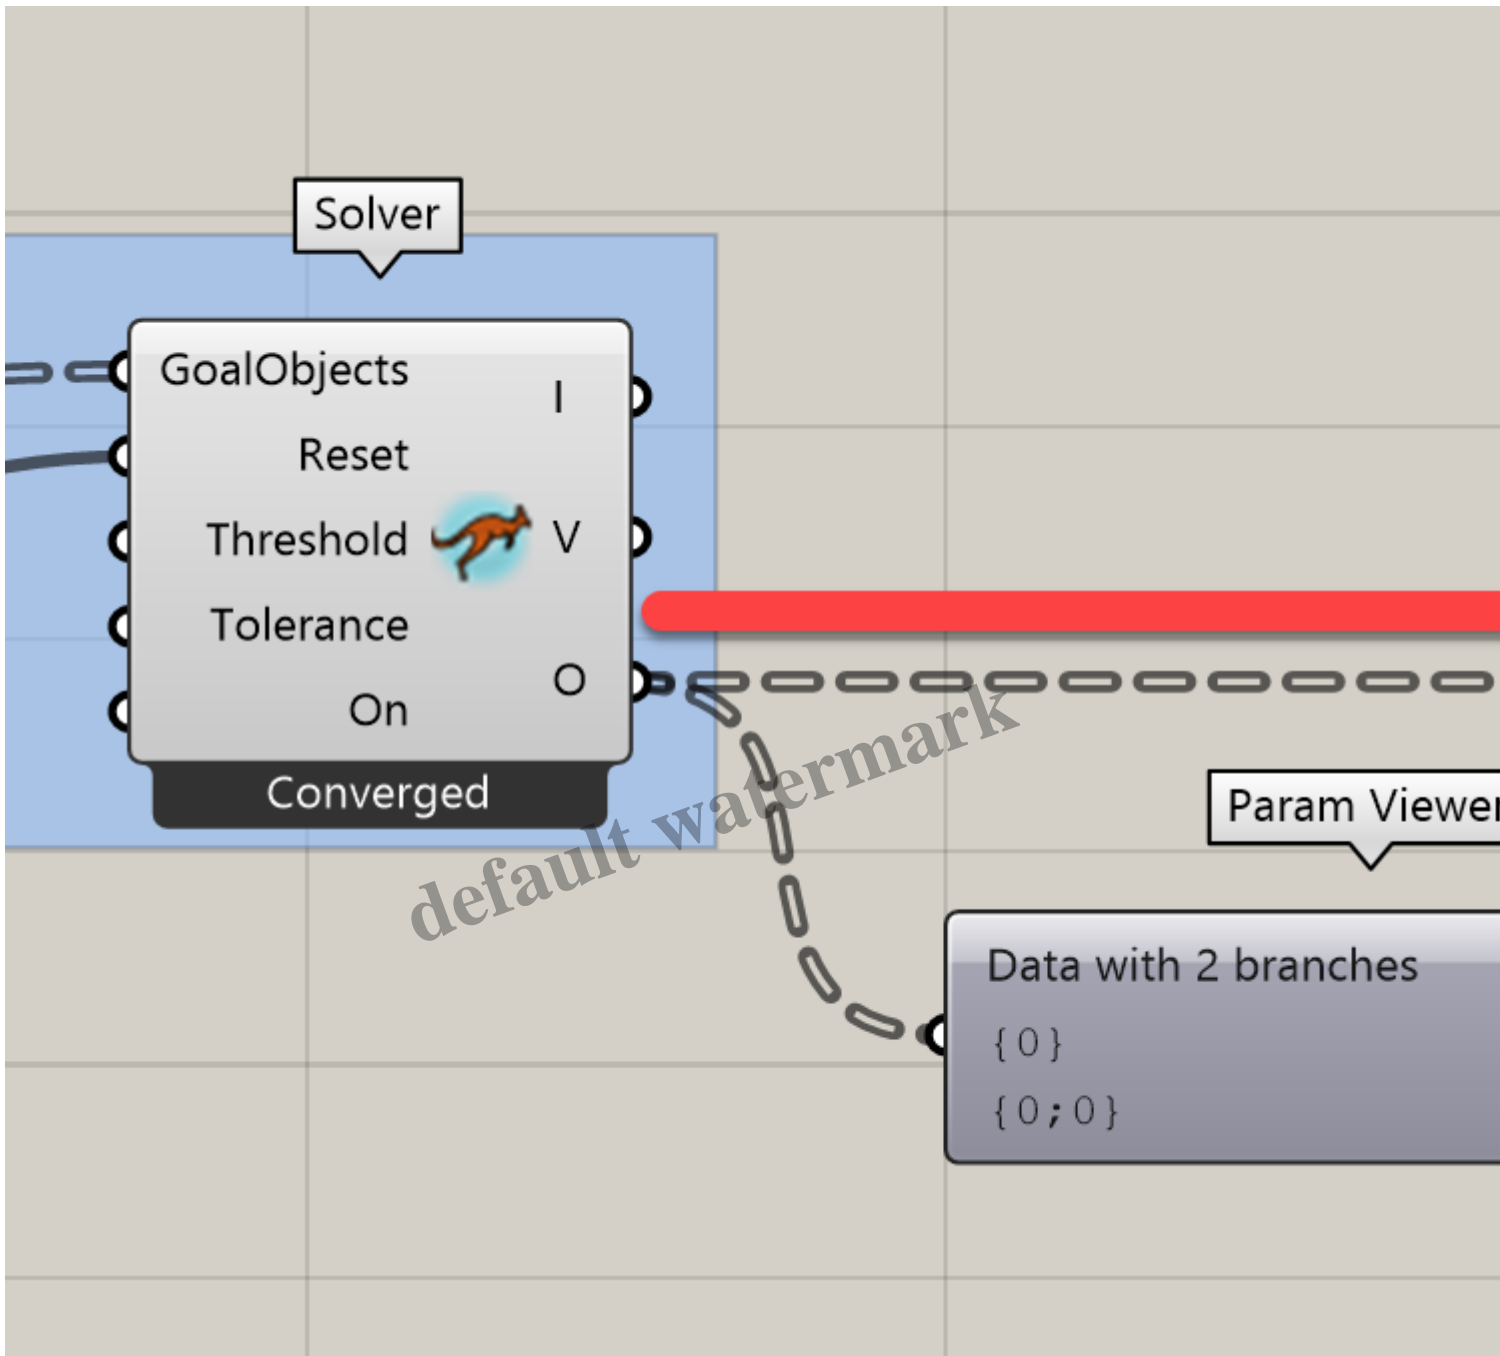 Solver
GoalObjects
I
Reset
Threshold
V
Tolerance
O
On
Converged
default watermark
Param Viewer
Data with 2 branches
{0}
{0;0}